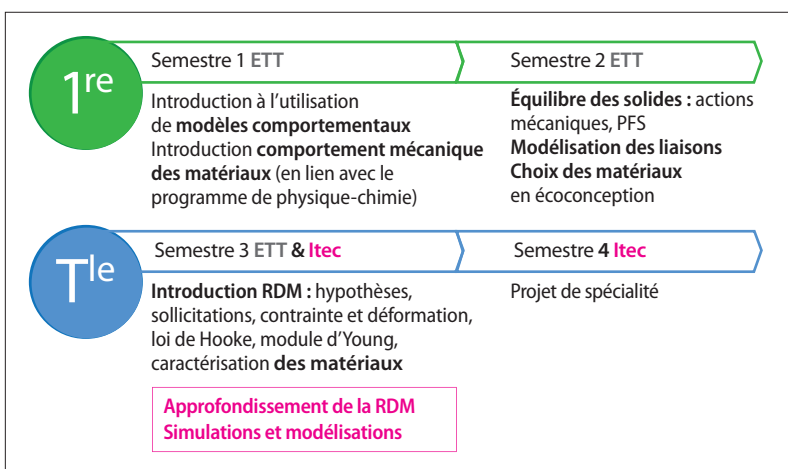 1re
Semestre 1 ETT
Semestre 2 ETT
Introduction à l'utilisation
de modèles comportementaux
Introduction comportement mécanique
des matériaux (en lien avec le
programme de physique-chimie)
Équilibre des solides : actions
mécaniques, PFS
Modélisation des liaisons
Choix des matériaux
en écoconception
Tle
Semestre 3 ETT & Itec
Semestre 4 Itec
Introduction RDM : hypothèses,
sollicitations, contrainte et déformation,
loi de Hooke, module d'Young,
caractérisation des matériaux
Projet de spécialité
Approfondissement de la RDM
Simulations et modélisations